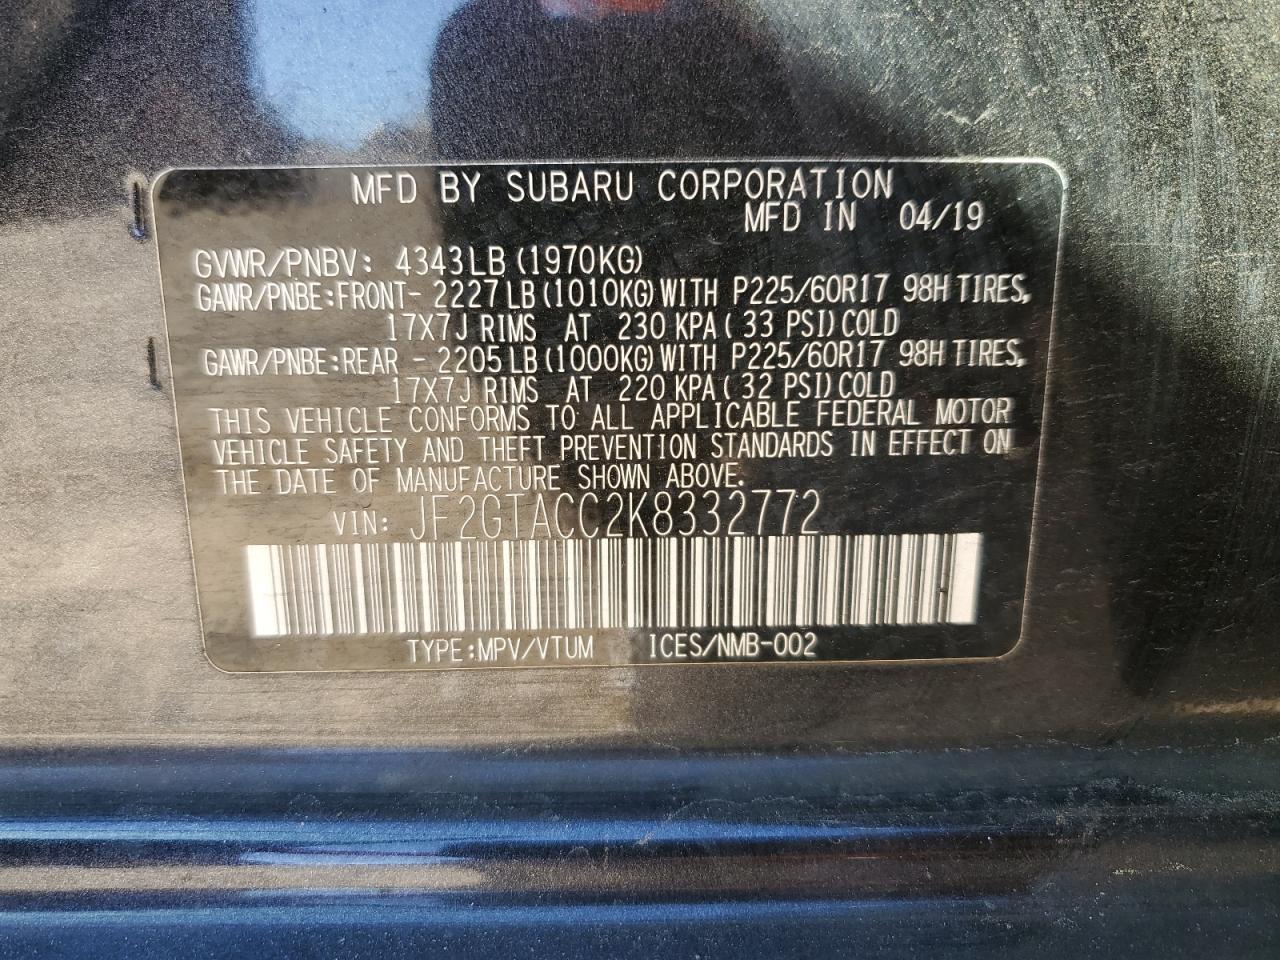 MFD BY SUBARU CORPORATION
MFD IN 04/19
GVWR/PNBV: 4343LB (1970KG)
GAWR/PNBE:FRONT- 2227LB (1010KG) WITH P225/60R17 98H TIRES,
17X7J RIMS AT 230 KPA ( 33 PSI) COLD
GAWR/PNBE:REAR - 2205LB (1000KG) WITH P225/60R17 98H TIRES,
17X7J RIMS AT 220 KPA ( 32 PSI) COLD
THIS VEHICLE CONFORMS TO ALL APPLICABLE FEDERAL MOTOR
VEHICLE SAFETY AND THEFT PREVENTION STANDARDS IN EFFECT ON
THE DATE OF MANUFACTURE SHOWN ABOVE.
VIN: JF2GTACC2K8332772
TYPE:MPV/VTUM ICES/NMB-002